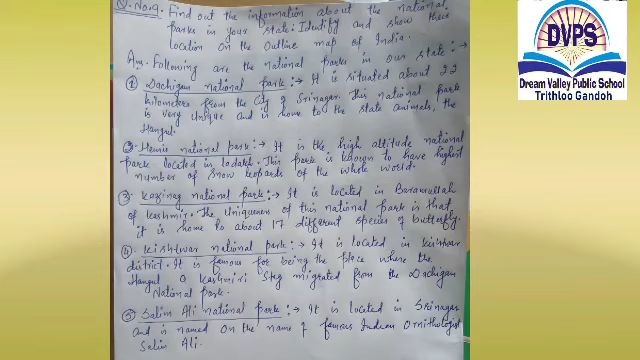 Q. No:9. Find out the information about the national
parks in your state. Identify and show their
location on the outline map of India.
Ans Following are the national parks in our state:→
① Dachigan national park:→ It is situated about 22
kilometers from the City of Srinagar. This national park
is very unique and is home to the state animals, the
Hangul.
② Hemis national park:→ It is the high altitude national
park located in ladakh. This park is known to have highest
number of snow leopards of the whole world.
③ Kazinag national park:→ It is located in Baramullah
of kashmir. The uniqueness of this national park is that
it is home to about 17 different species of butterfly.
④ Kishtwar national park:→ It is located in kishtwar
district. It is famous for being the place where the
Hangul a Kashmiri Stag migrated from the Dachigam
National park.
⑤ Salim Ali national park:→ It is located in Srinagar
and is named on the name of famous Indian Ornithologist
Salim Ali.
DVPS
Dream Valley Public School
Trithloo Gandoh